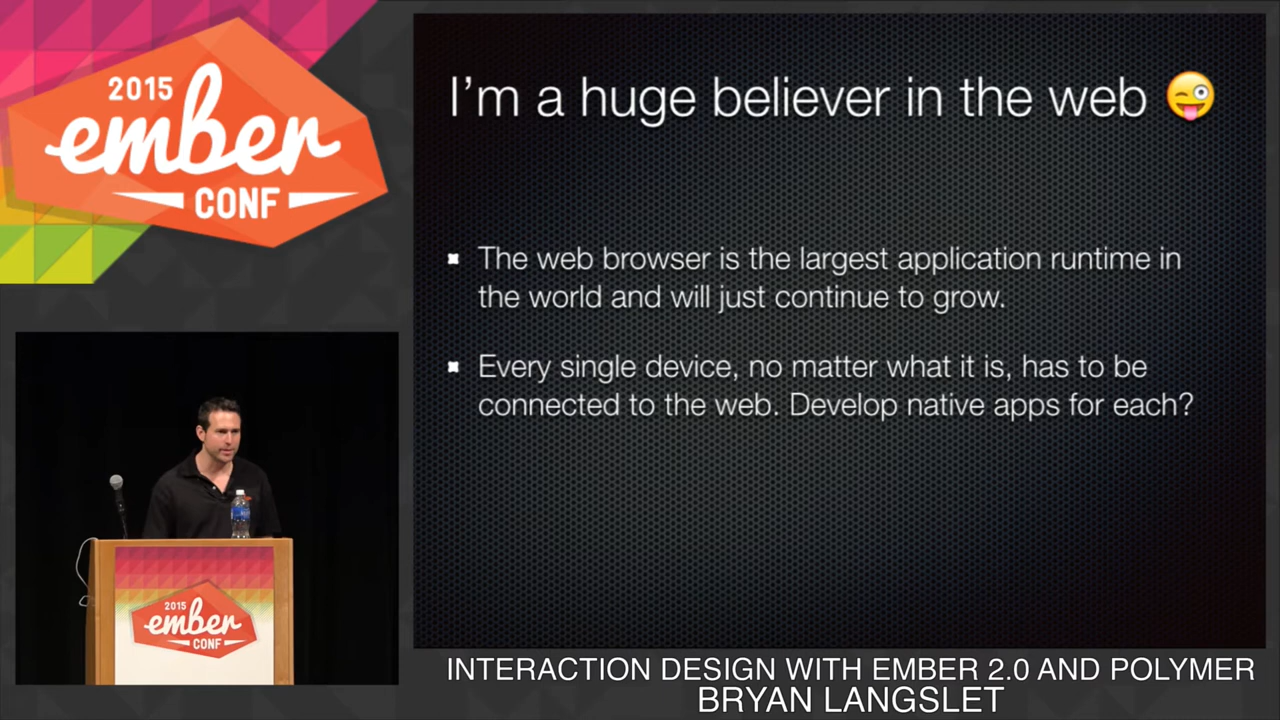 2015
ember
CONF
I'm a huge believer in the web 😜
The web browser is the largest application runtime in
the world and will just continue to grow.
Every single device, no matter what it is, has to be
connected to the web. Develop native apps for each?
2015
ember
CONF
INTERACTION DESIGN WITH EMBER 2.0 AND POLYMER
BRYAN LANGSLET